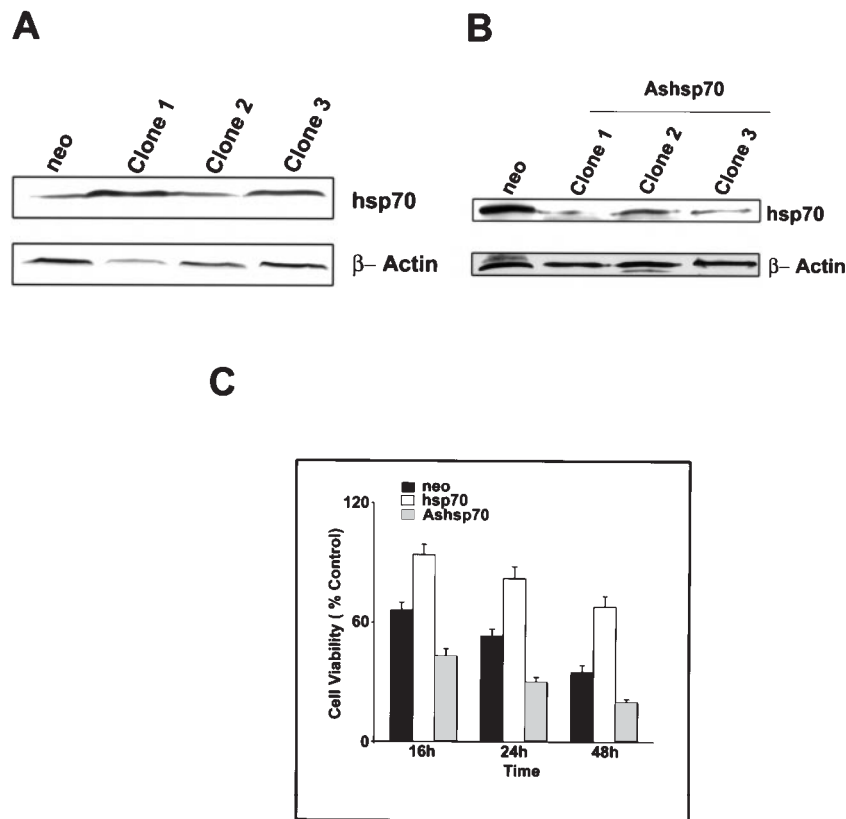 A
neo
Clone 1
Clone 2
Clone 3
hsp70
β– Actin
B
Ashsp70
neo
Clone 1
Clone 2
Clone 3
hsp70
β– Actin
C
neo
hsp70
Ashsp70
Cell Viability ( % Control)
120
60
0
16h
24h
48h
Time